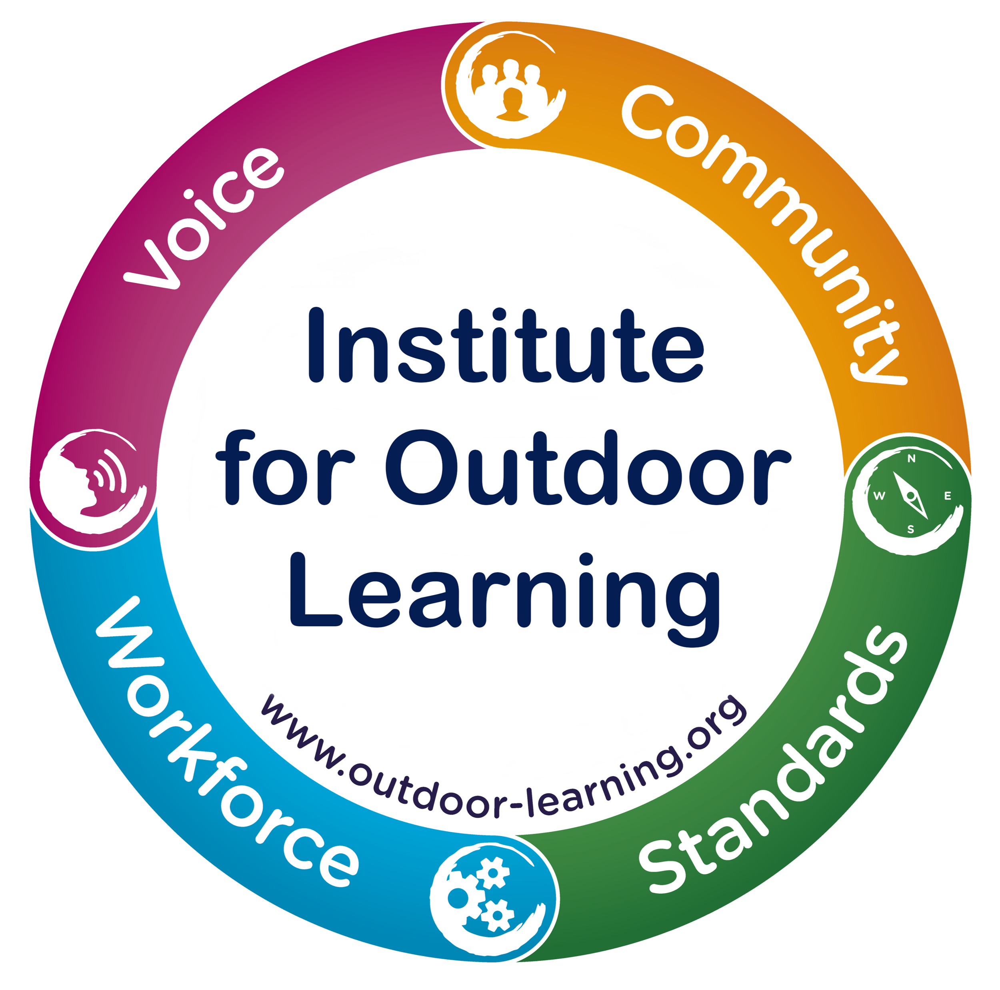 Institute
for Outdoor
Learning
www.outdoor-learning.org
Voice
Community
Standards
Workforce
N
W
E
S